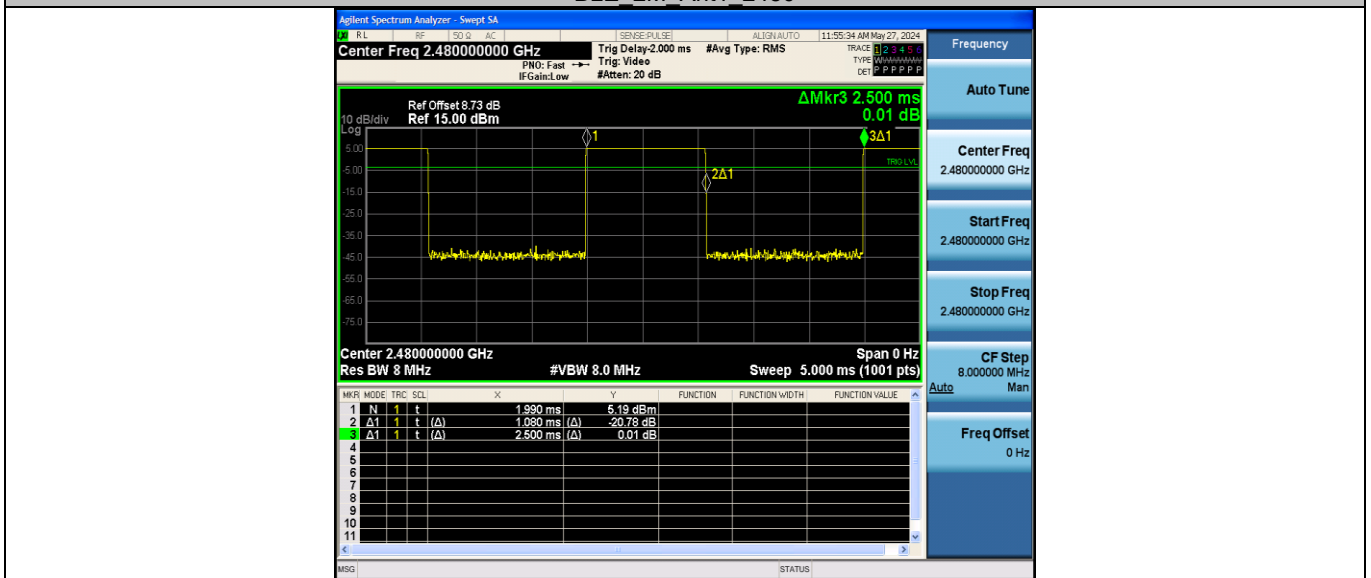 Agilent Spectrum Analyzer - Swept SA
RL RF 50 Ω AC SENSE:PULSE ALIGN AUTO 11:55:34 AM May 27, 2024
Center Freq 2.480000000 GHz
PNO: Fast
IFGain:Low
Trig Delay-2.000 ms
Trig: Video
#Atten: 20 dB
#Avg Type: RMS
TRACE 1 2 3 4 5 6
TYPE
DET P P P P P P
Ref Offset 8.73 dB
10 dB/div Ref 15.00 dBm
ΔMkr3 2.500 ms
0.01 dB
Log
5.00
-5.00
-15.0
-25.0
-35.0
-45.0
-55.0
-65.0
-75.0
1
2Δ1
3Δ1
TRIG LVL
Center 2.480000000 GHz Span 0 Hz
Res BW 8 MHz #VBW 8.0 MHz Sweep 5.000 ms (1001 pts)
MKR MODE TRC SCL X Y FUNCTION FUNCTION WIDTH FUNCTION VALUE
1 N 1 t 1.990 ms 5.19 dBm
2 Δ1 1 t (Δ) 1.080 ms (Δ) -20.78 dB
3 Δ1 1 t (Δ) 2.500 ms (Δ) 0.01 dB
4
5
6
7
8
9
10
11
MSG STATUS
Frequency
Auto Tune
Center Freq
2.480000000 GHz
Start Freq
2.480000000 GHz
Stop Freq
2.480000000 GHz
CF Step
8.000000 MHz
Auto Man
Freq Offset
0 Hz